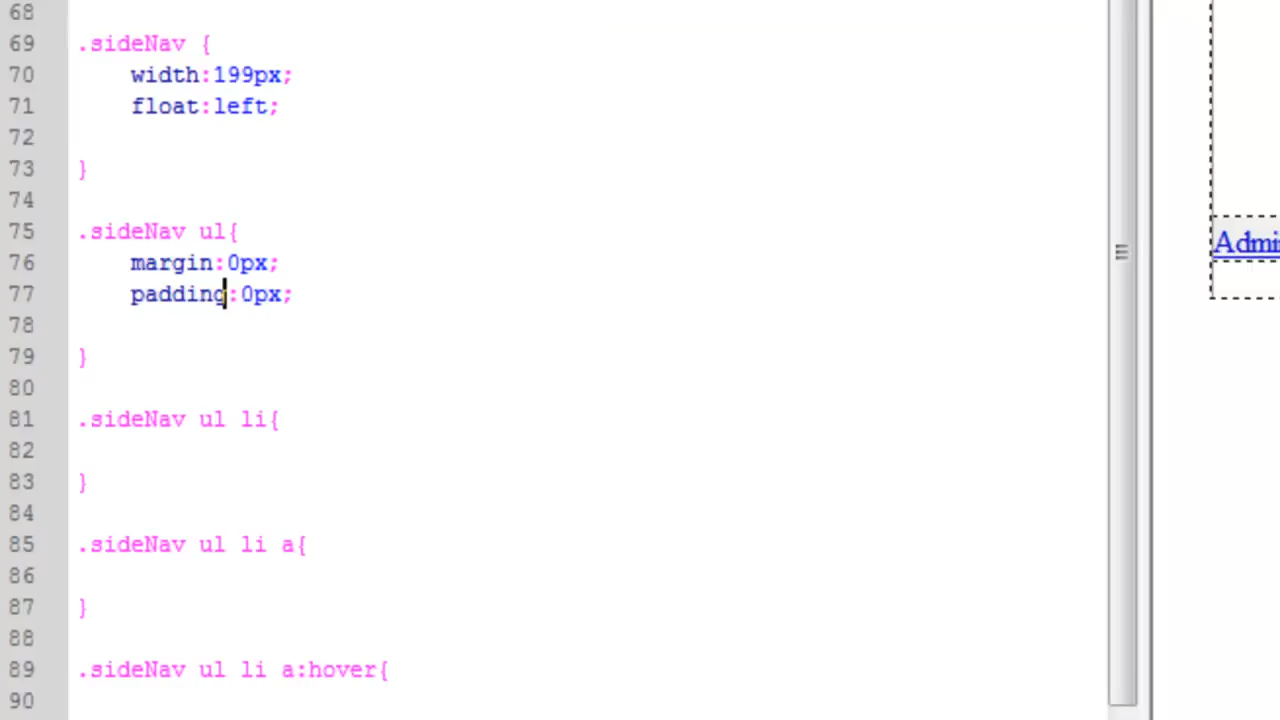 68
69 .sideNav {
70 width:199px;
71 float:left;
72
73 }
74
75 .sideNav ul{
76 margin:0px;
77 padding:0px;
78
79 }
80
81 .sideNav ul li{
82
83 }
84
85 .sideNav ul li a{
86
87 }
88
89 .sideNav ul li a:hover{
90